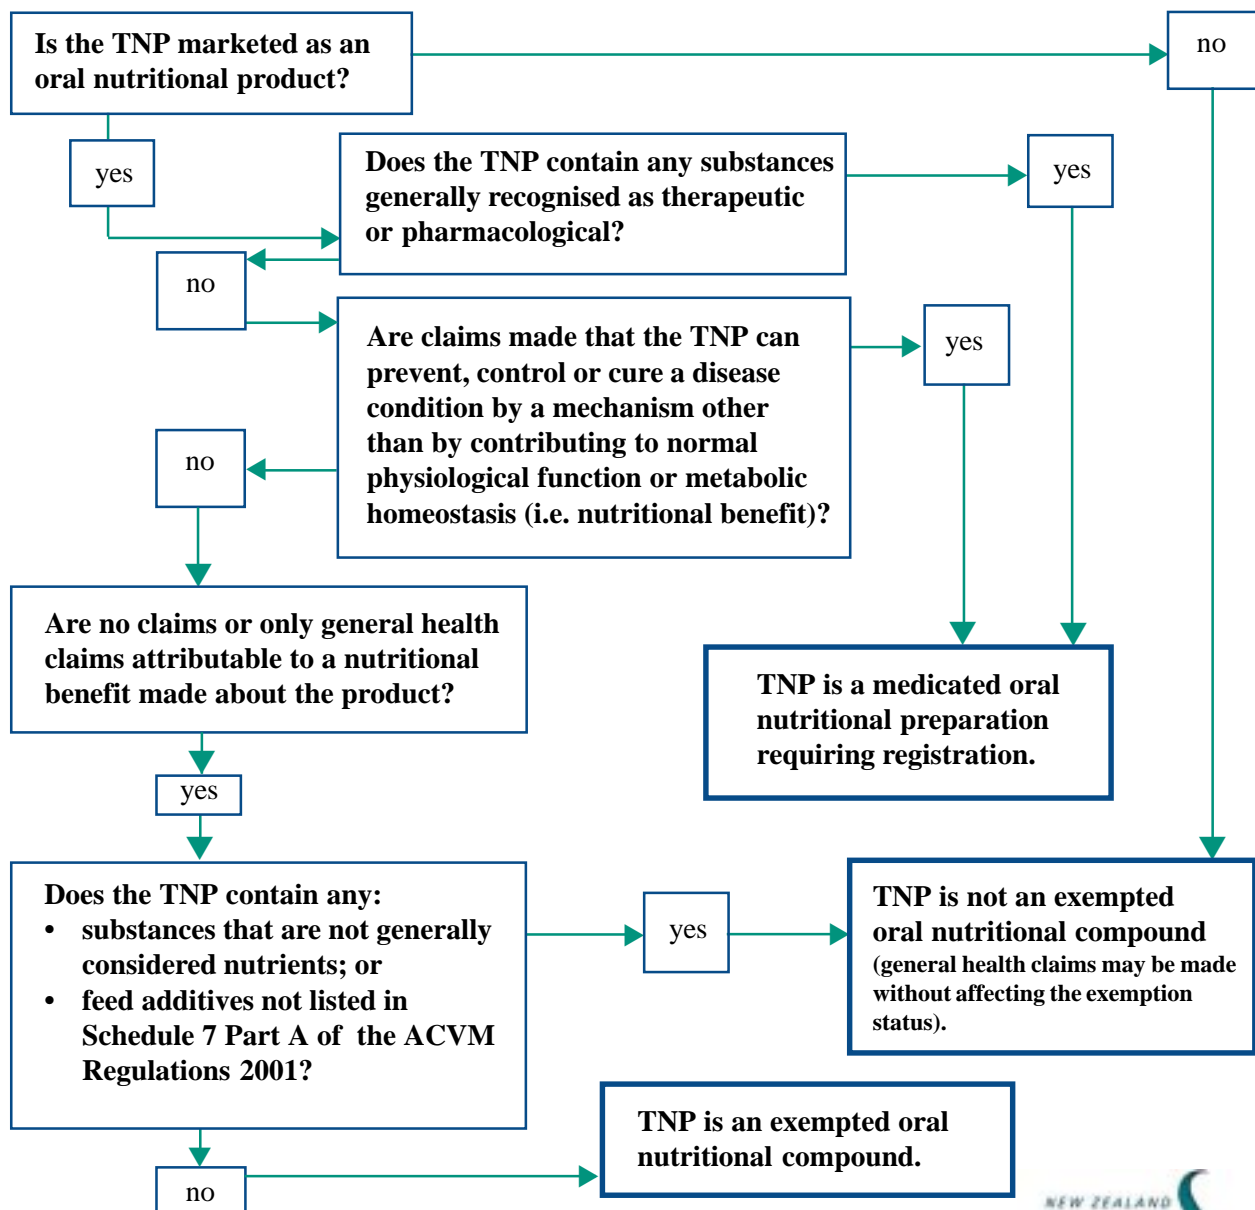 Is the TNP marketed as an
oral nutritional product?
no
yes
Does the TNP contain any substances
generally recognised as therapeutic
or pharmacological?
yes
no
Are claims made that the TNP can
prevent, control or cure a disease
condition by a mechanism other
than by contributing to normal
physiological function or metabolic
homeostasis (i.e. nutritional benefit)?
yes
no
Are no claims or only general health
claims attributable to a nutritional
benefit made about the product?
TNP is a medicated oral
nutritional preparation
requiring registration.
yes
Does the TNP contain any:
• substances that are not generally
considered nutrients; or
• feed additives not listed in
Schedule 7 Part A of the ACVM
Regulations 2001?
yes
TNP is not an exempted
oral nutritional compound
(general health claims may be made
without affecting the exemption
status).
TNP is an exempted oral
nutritional compound.
no
NEW ZEALAND